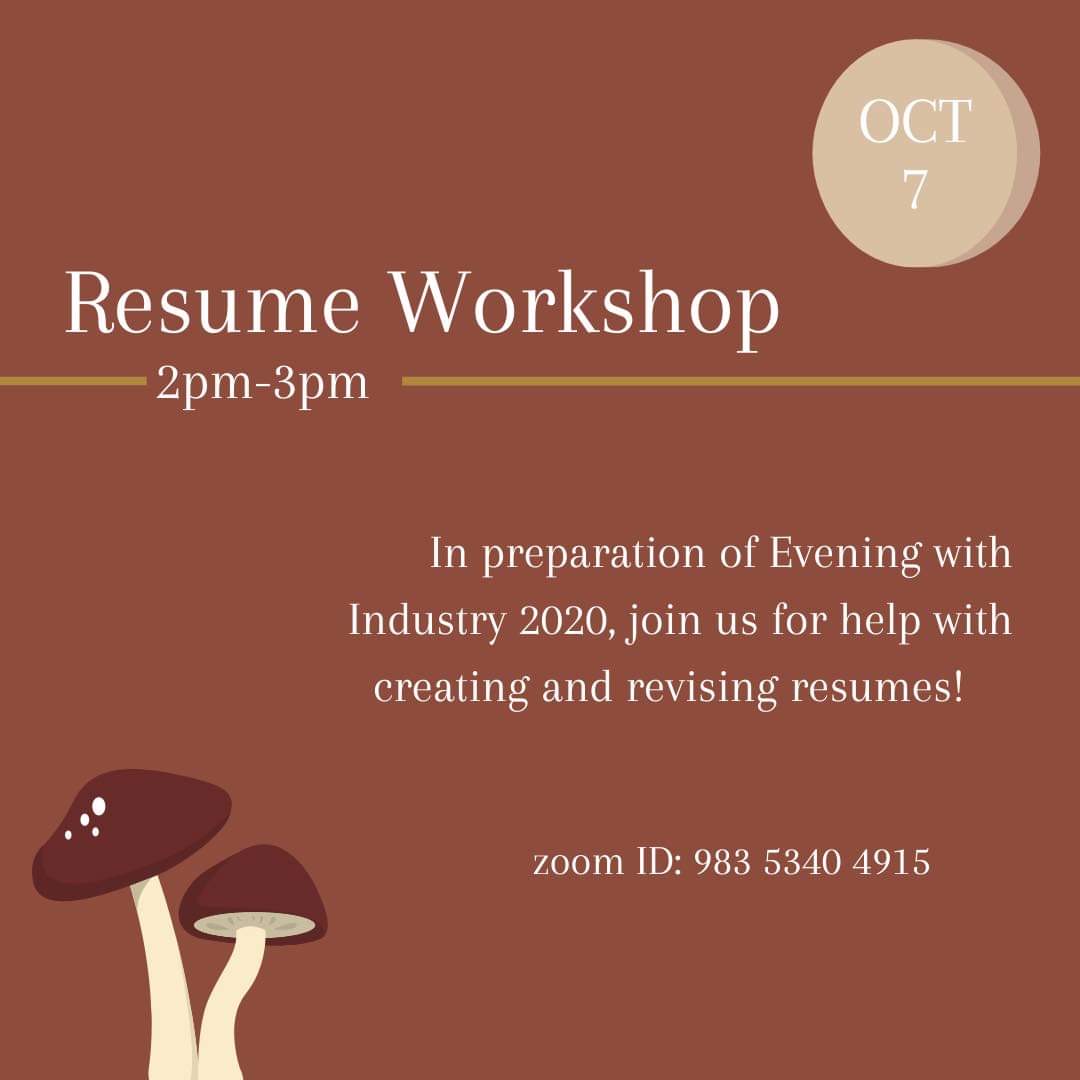 OCT
7
Resume Workshop
2pm-3pm
In preparation of Evening with
Industry 2020, join us for help with
creating and revising resumes!
zoom ID: 983 5340 4915